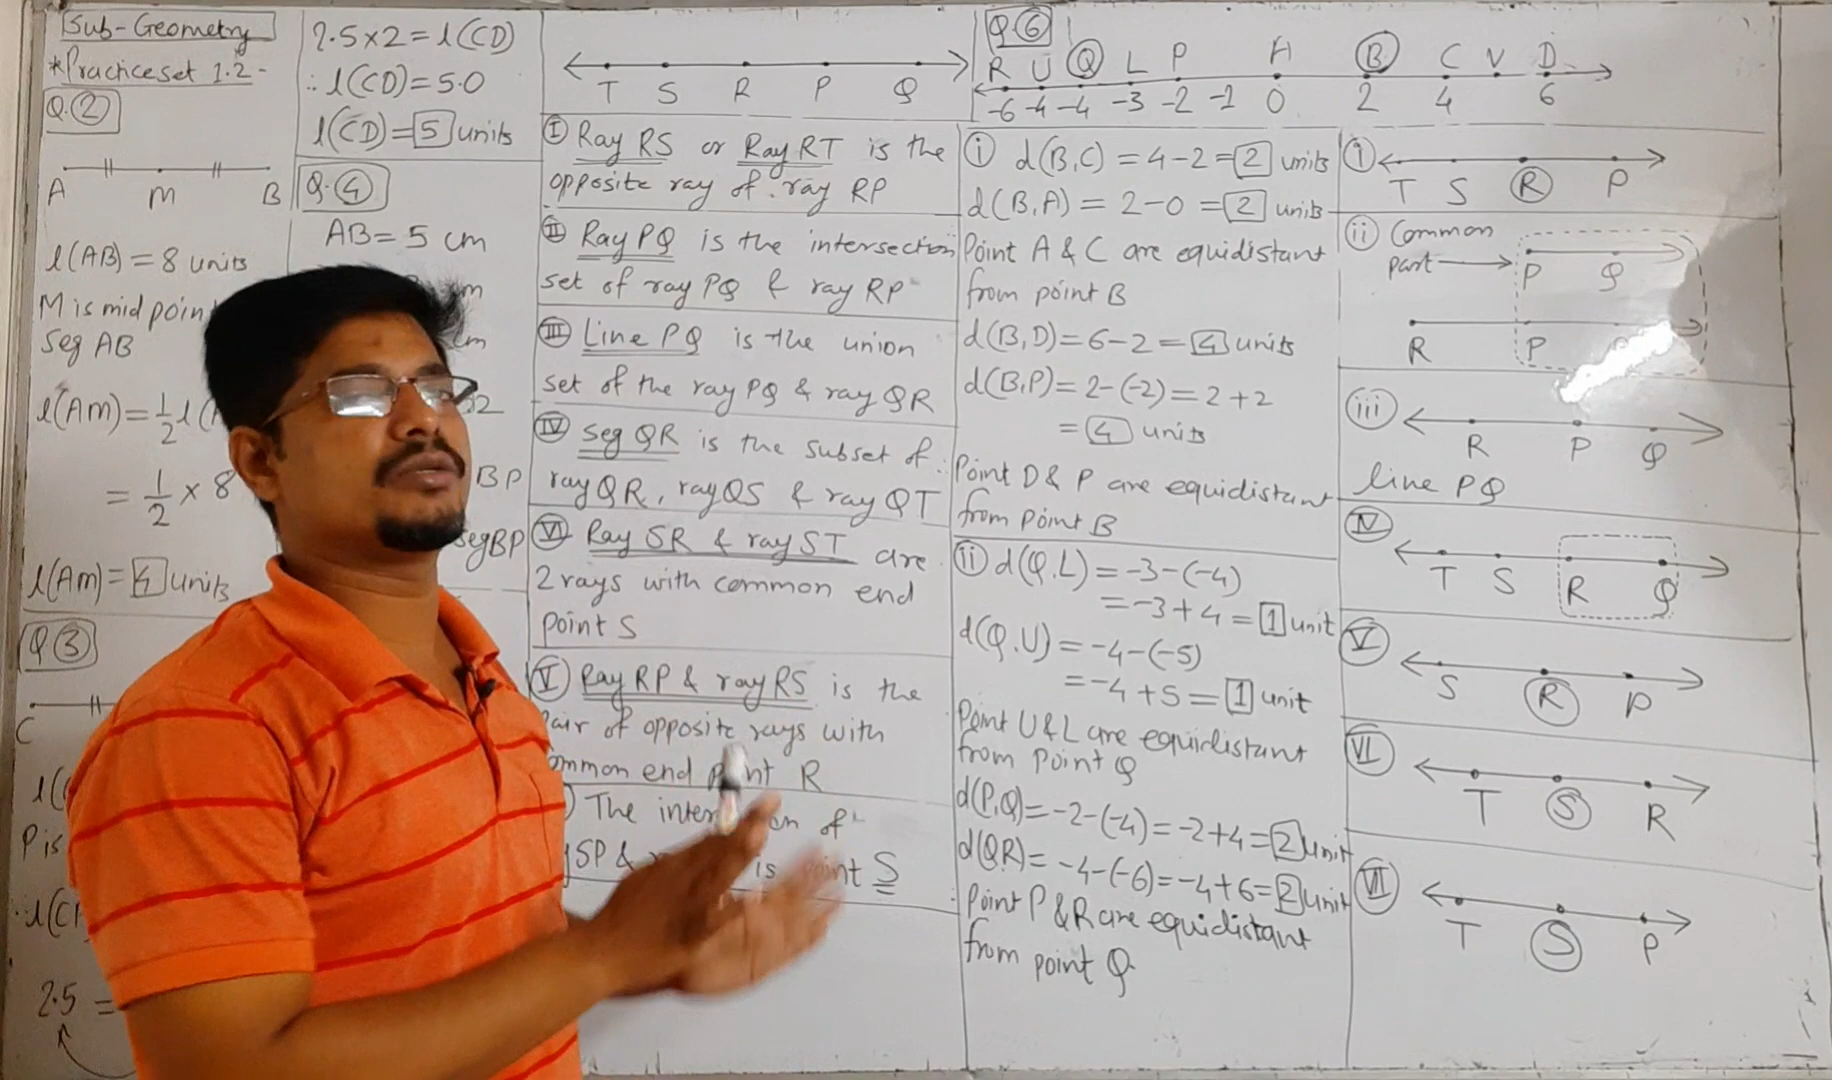 Sub-Geometry
*Practice set 1.2-
Q.②
A M B
l(AB) = 8 units
M is mid poin
seg AB
l(AM) = 1/2 l(
= 1/2 × 8
l(AM) = 4 units
Q③
C
l(
P is
2.5 =
2.5×2 = l(CD)
∴ l(CD) = 5.0
l(CD) = 5 units
Q.④
AB = 5 cm
BP
seg BP
T S R P Q
Ⓘ Ray RS or Ray RT is the
opposite ray of ray RP
Ⅱ Ray PQ is the intersection
set of ray PQ & ray RP
Ⅲ Line PQ is the union
set of the ray PQ & ray QR
Ⅳ seg QR is the subset of
ray QR, ray QS & ray QT
Ⅵ Ray SR & ray ST are
2 rays with common end
point S
Ⅴ Ray RP & ray RS is the
pair of opposite rays with
ommon end point R
The inter on of
SP & is point S
Q⑥
R U Q L P A B C V D
-6 -4 -4 -3 -2 -1 0 2 4 6
ⓘ d(B,C) = 4-2 = 2 units
d(B,A) = 2-0 = 2 units
Point A & C are equidistant
from point B
d(B,D) = 6-2 = 4 units
d(B,P) = 2-(-2) = 2+2
= 4 units
Point D & P are equidistant
from point B
ii d(Q.L) = -3-(-4)
= -3+4 = 1 unit
d(Q.U) = -4-(-5)
= -4+5 = 1 unit
Point U & L are equidistant
from point Q
d(P,Q) = -2-(-4) = -2+4 = 2 unit
d(Q,R) = -4-(-6) = -4+6 = 2 unit
Point P & R are equidistant
from point Q
i
T S R P
ii Common
part
P Q
R P
iii
R P Q
line PQ
Ⅳ
T S R Q
Ⅴ
S R P
Ⅵ
T S R
Ⅶ
T S P